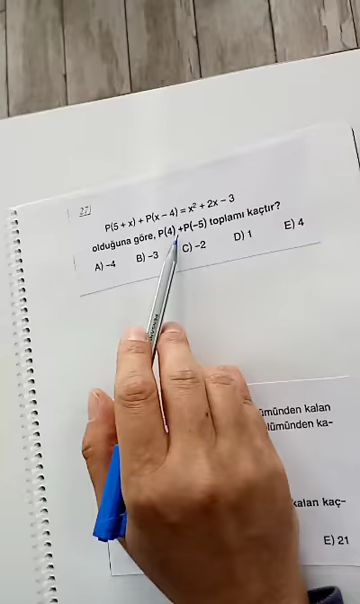 27)
P(5 + x) + P(x − 4) = x² + 2x − 3
olduğuna göre, P(4) +P(−5) toplamı kaçtır?
A) −4 B) −3 C) −2 D) 1 E) 4
ümünden kalan
lümünden ka-
kalan kaç-
E) 21